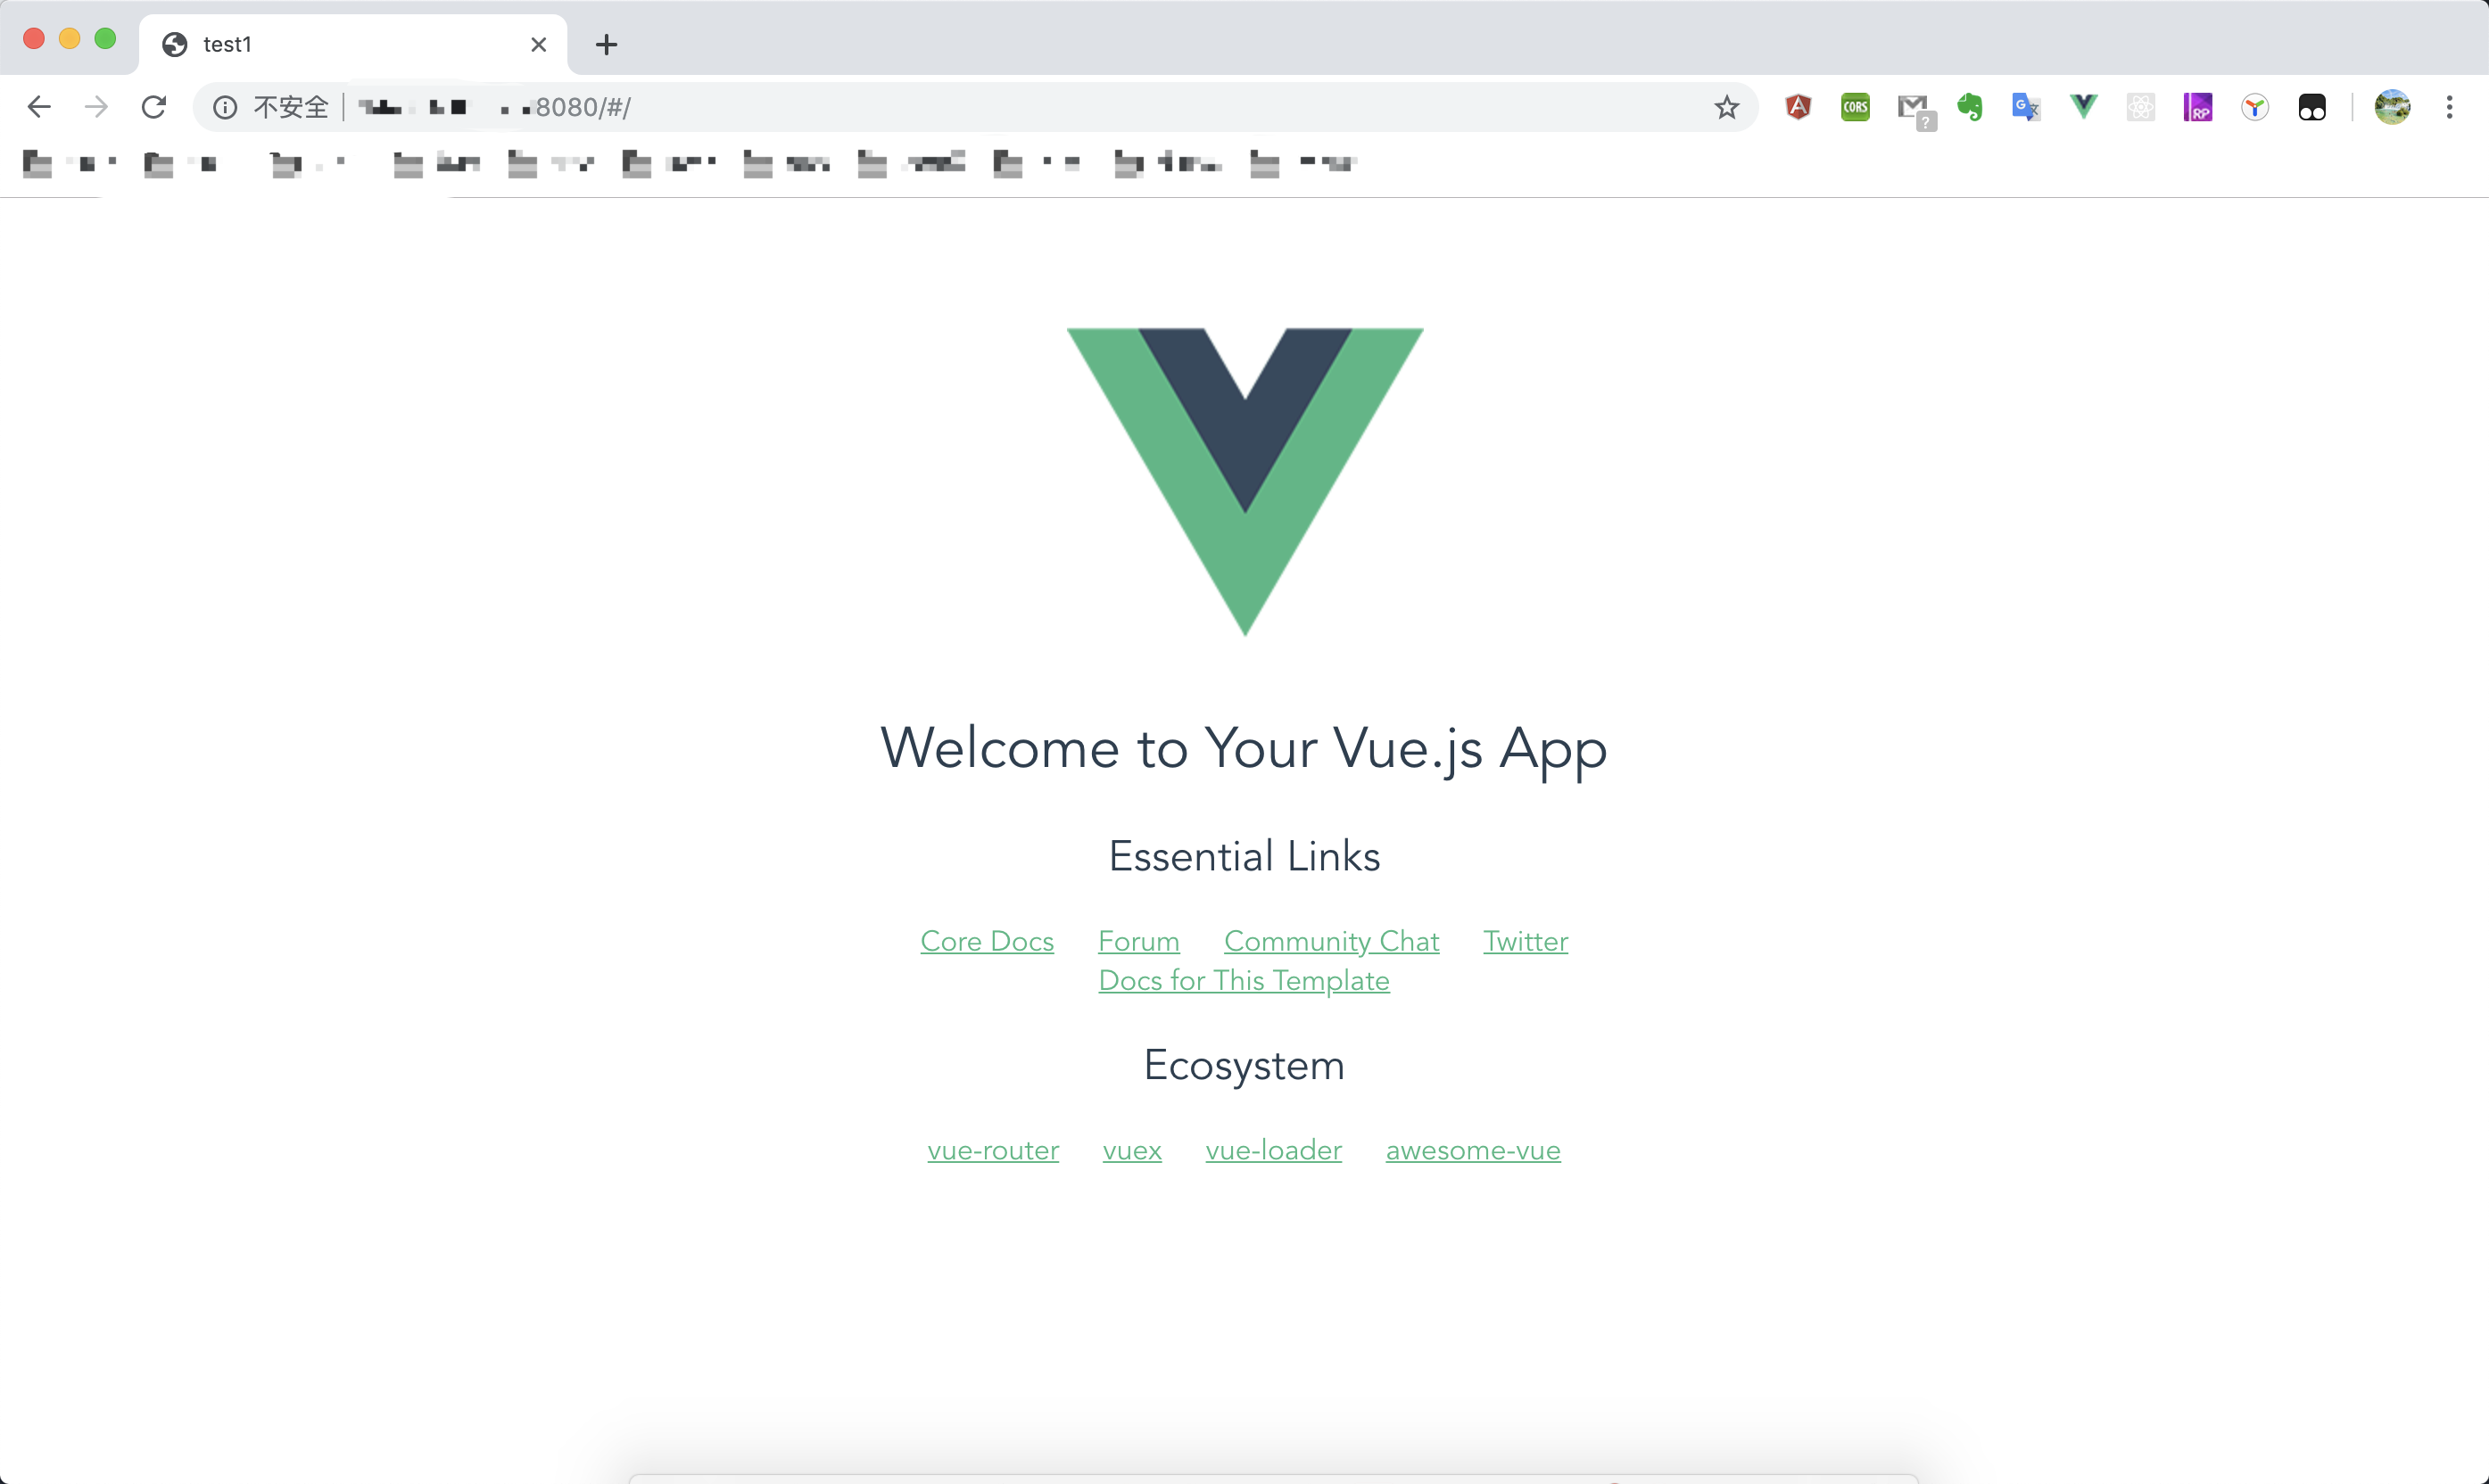 test1
不安全 8080/#/
CORS
RP
Welcome to Your Vue.js App
Essential Links
Core Docs Forum Community Chat Twitter
Docs for This Template
Ecosystem
vue-router vuex vue-loader awesome-vue